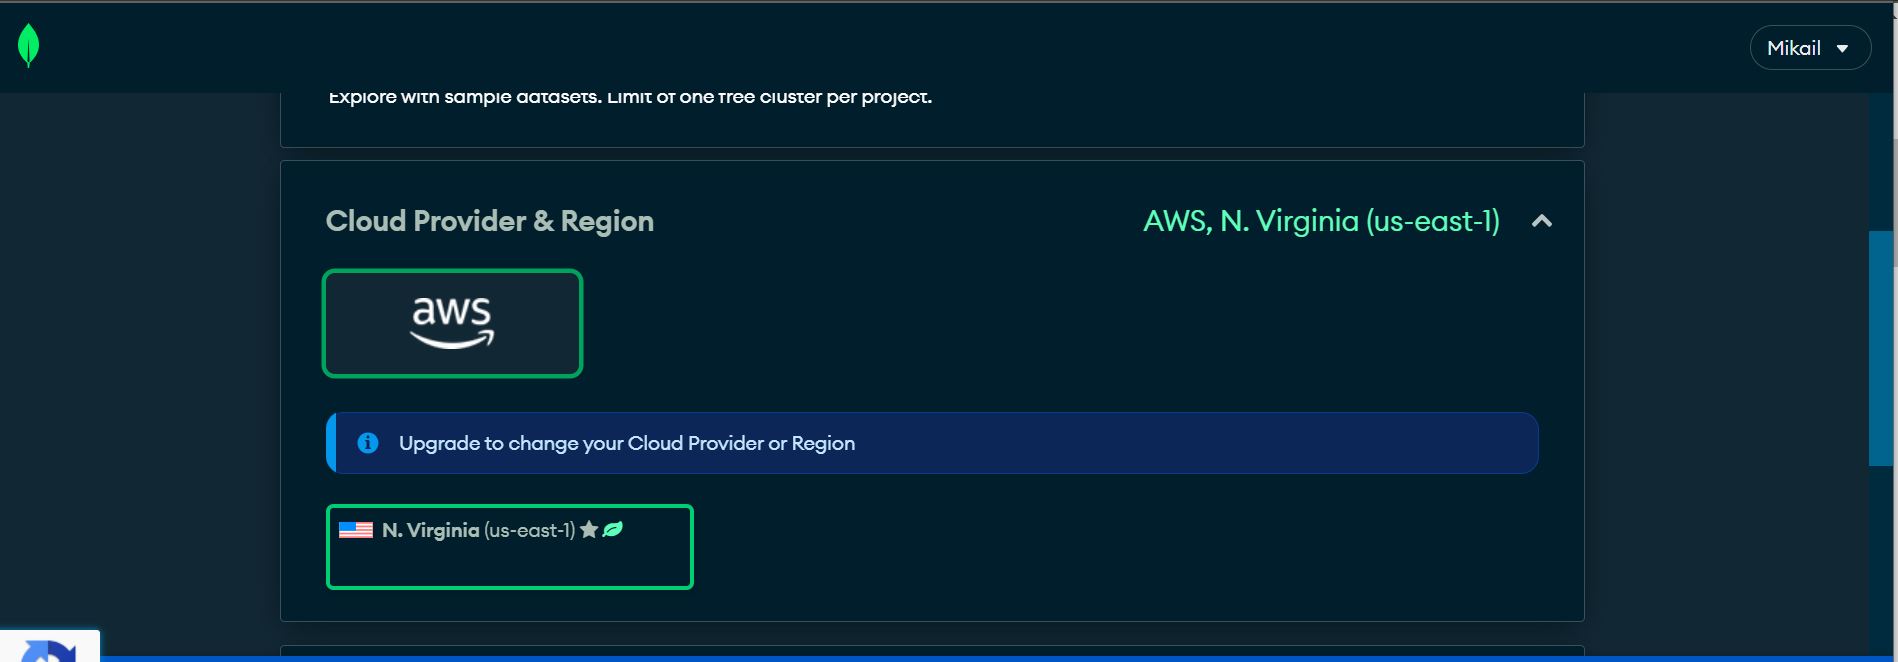 Mikail
Explore with sample datasets. Limit of one free cluster per project.
Cloud Provider & Region
AWS, N. Virginia (us-east-1)
aws
Upgrade to change your Cloud Provider or Region
N. Virginia (us-east-1)